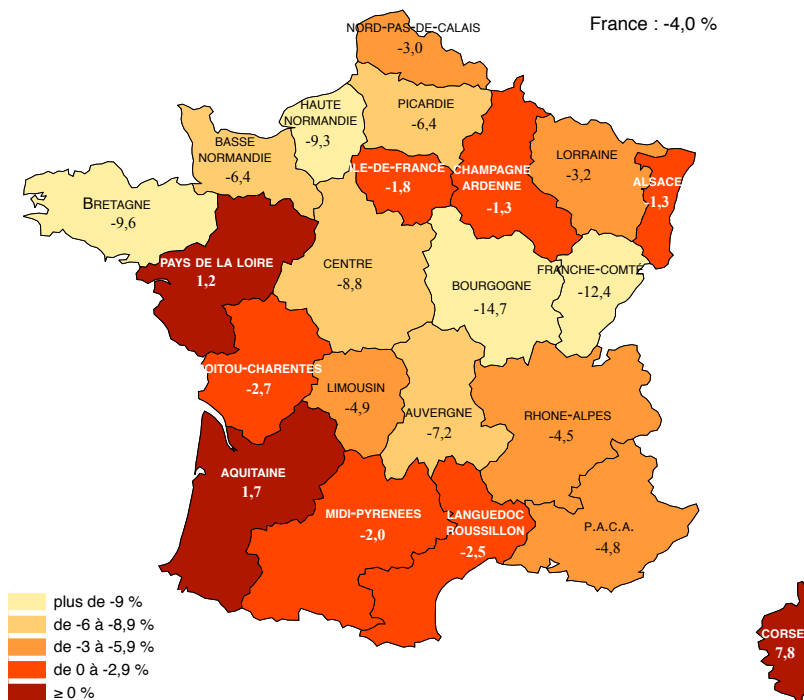 NORD-PAS-DE-CALAIS
-3,0
France : -4,0 %
HAUTE
NORMANDIE
-9,3
PICARDIE
-6,4
BASSE
NORMANDIE
-6,4
ILE-DE-FRANCE
-1,8
CHAMPAGNE
ARDENNE
-1,3
LORRAINE
-3,2
ALSACE
-1,3
BRETAGNE
-9,6
PAYS DE LA LOIRE
1,2
CENTRE
-8,8
BOURGOGNE
-14,7
FRANCHE-COMTÉ
-12,4
POITOU-CHARENTES
-2,7
LIMOUSIN
-4,9
AUVERGNE
-7,2
RHONE-ALPES
-4,5
AQUITAINE
1,7
MIDI-PYRENEES
-2,0
LANGUEDOC
ROUSSILLON
-2,5
P.A.C.A.
-4,8
CORSE
7,8
plus de -9 %
de -6 à -8,9 %
de -3 à -5,9 %
de 0 à -2,9 %
≥ 0 %